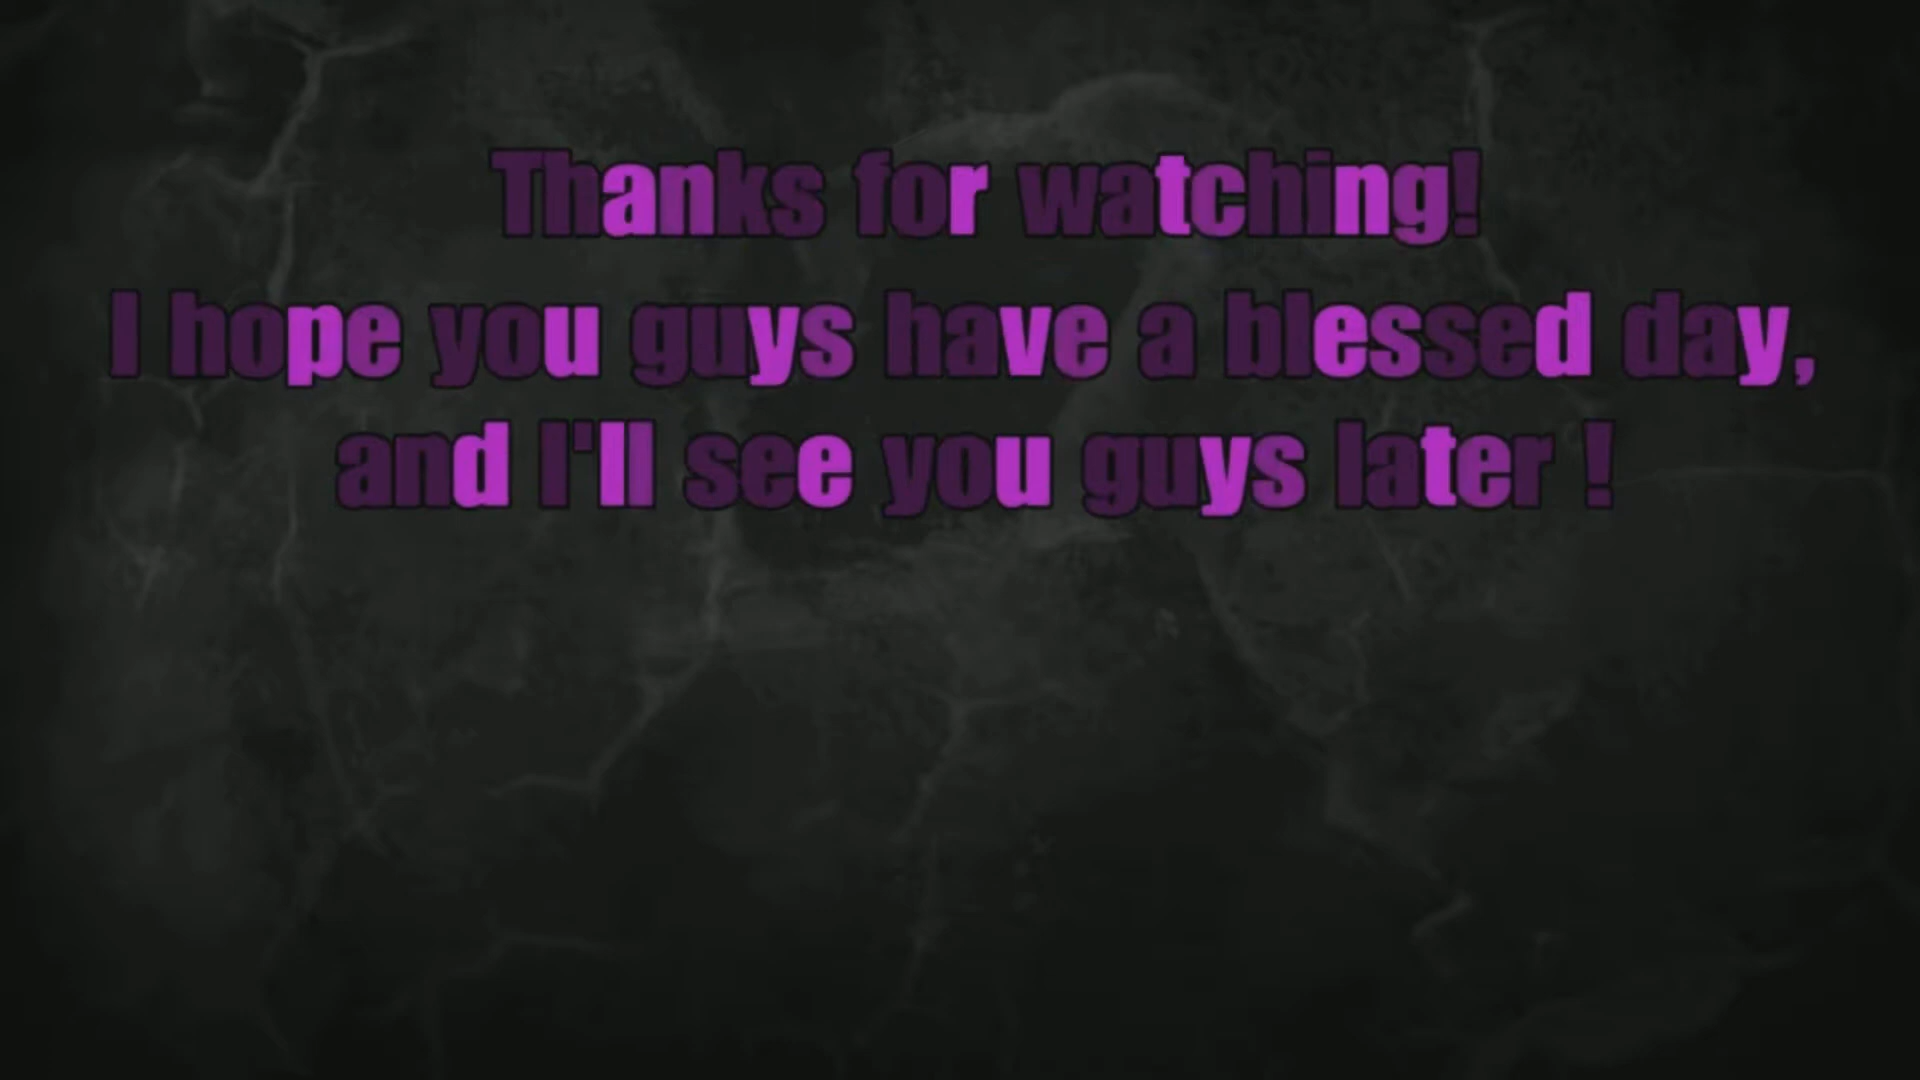 Thanks for watching!
I hope you guys have a blessed day,
and I'll see you guys later !